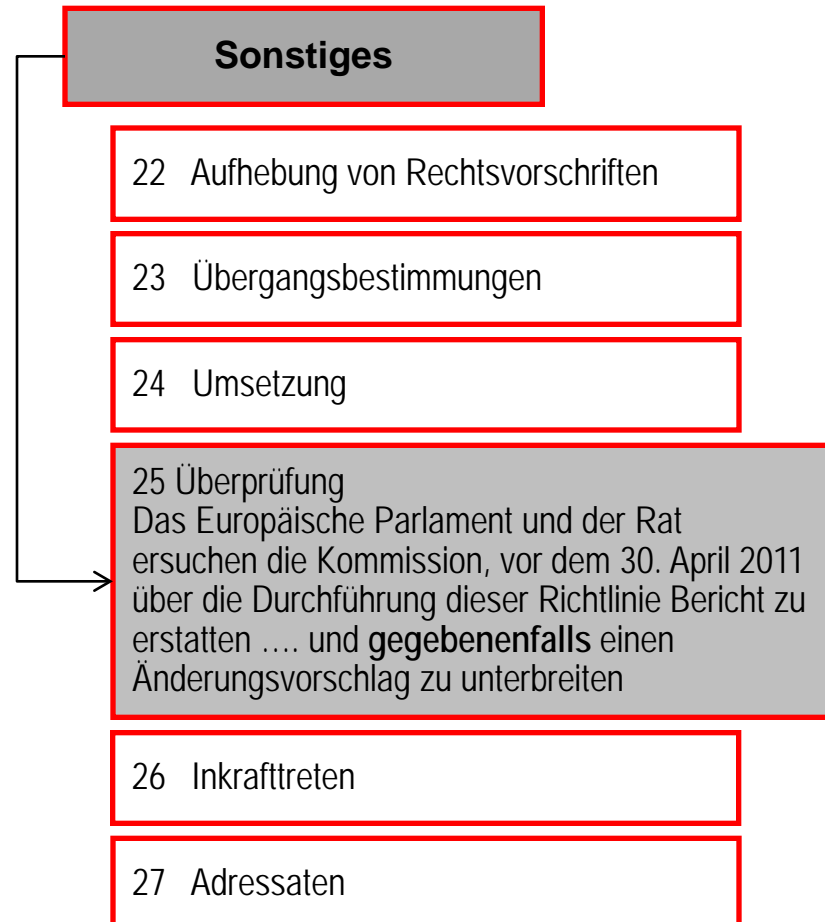 Sonstiges
22 Aufhebung von Rechtsvorschriften
23 Übergangsbestimmungen
24 Umsetzung
25 Überprüfung
Das Europäische Parlament und der Rat
ersuchen die Kommission, vor dem 30. April 2011
über die Durchführung dieser Richtlinie Bericht zu
erstatten …. und gegebenenfalls einen
Änderungsvorschlag zu unterbreiten
26 Inkrafttreten
27 Adressaten